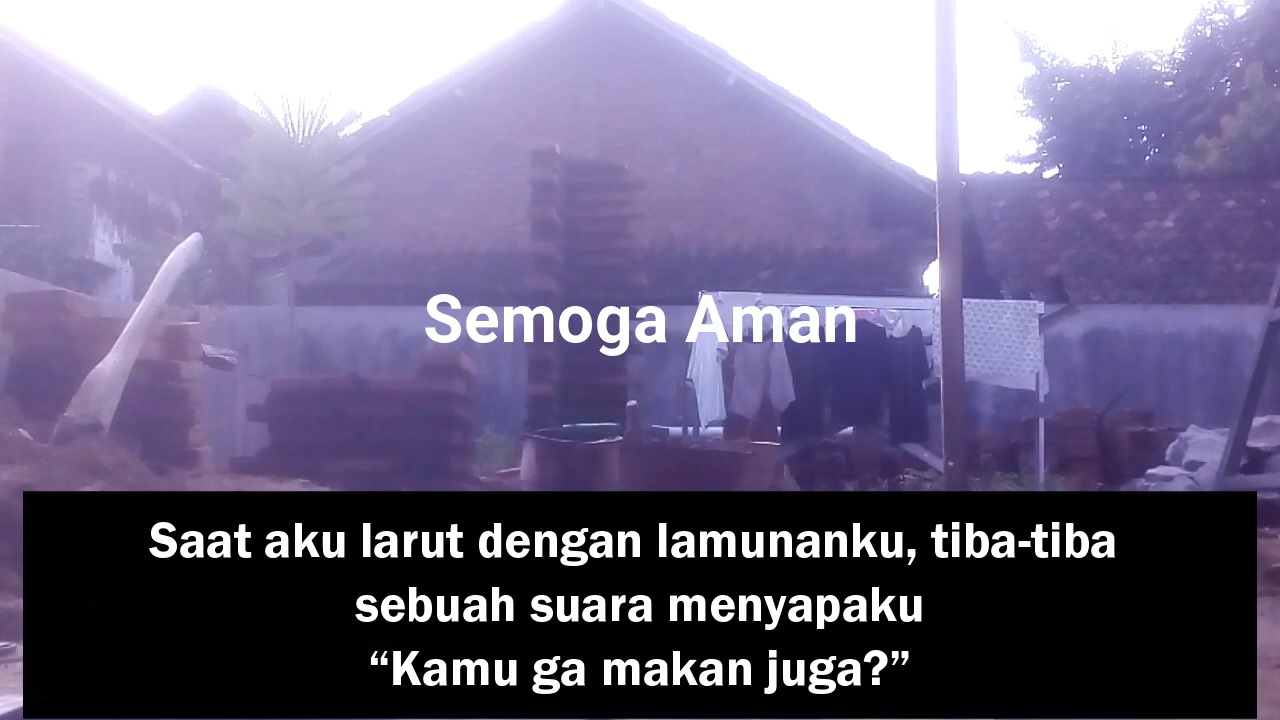 Semoga Aman
Saat aku larut dengan lamunanku, tiba-tiba
sebuah suara menyapaku
“Kamu ga makan juga?”